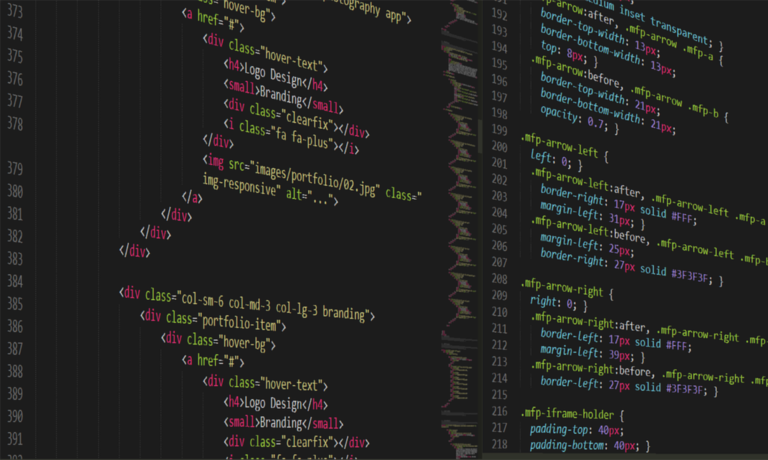 373 hover-bg">
374 <a href="#">
375 <div class="hover-text">
376 <h4>Logo Design</h4>
377 <small>Branding</small>
378 <div class="clearfix"></div>
<i class="fa fa-plus"></i>
379 </div>
380 <img src="images/portfolio/02.jpg" class="
img-responsive" alt="...">
381 </a>
382 </div>
383 </div>
384 </div>
385 <div class="col-sm-6 col-md-3 col-lg-3 branding">
386 <div class="portfolio-item">
387 <div class="hover-bg">
388 <a href="#">
389 <div class="hover-text">
390 <h4>Logo Design</h4>
391 <small>Branding</small>
392 <div class="clearfix"></div>
192 inset transparent; }
193 .mfp-arrow:after, .mfp-arrow .mfp-a {
194 border-top-width: 13px;
border-bottom-width: 13px;
195 top: 8px; }
196 .mfp-arrow:before, .mfp-arrow .mfp-b {
197 border-top-width: 21px;
198 border-bottom-width: 21px;
opacity: 0.7; }
199
200 .mfp-arrow-left {
201 left: 0; }
202 .mfp-arrow-left:after, .mfp-arrow-left .mfp-a
203 border-right: 17px solid #FFF;
204 margin-left: 31px; }
205 .mfp-arrow-left:before, .mfp-arrow-left
206 margin-left: 25px;
207 border-right: 27px solid #3F3F3F; }
208
209 .mfp-arrow-right {
210 right: 0; }
211 .mfp-arrow-right:after, .mfp-arrow-right
212 border-left: 17px solid #FFF;
213 margin-left: 39px; }
214 .mfp-arrow-right:before, .mfp-arrow-right
215 border-left: 27px solid #3F3F3F; }
216 .mfp-iframe-holder {
217 padding-top: 40px;
218 padding-bottom: 40px; }